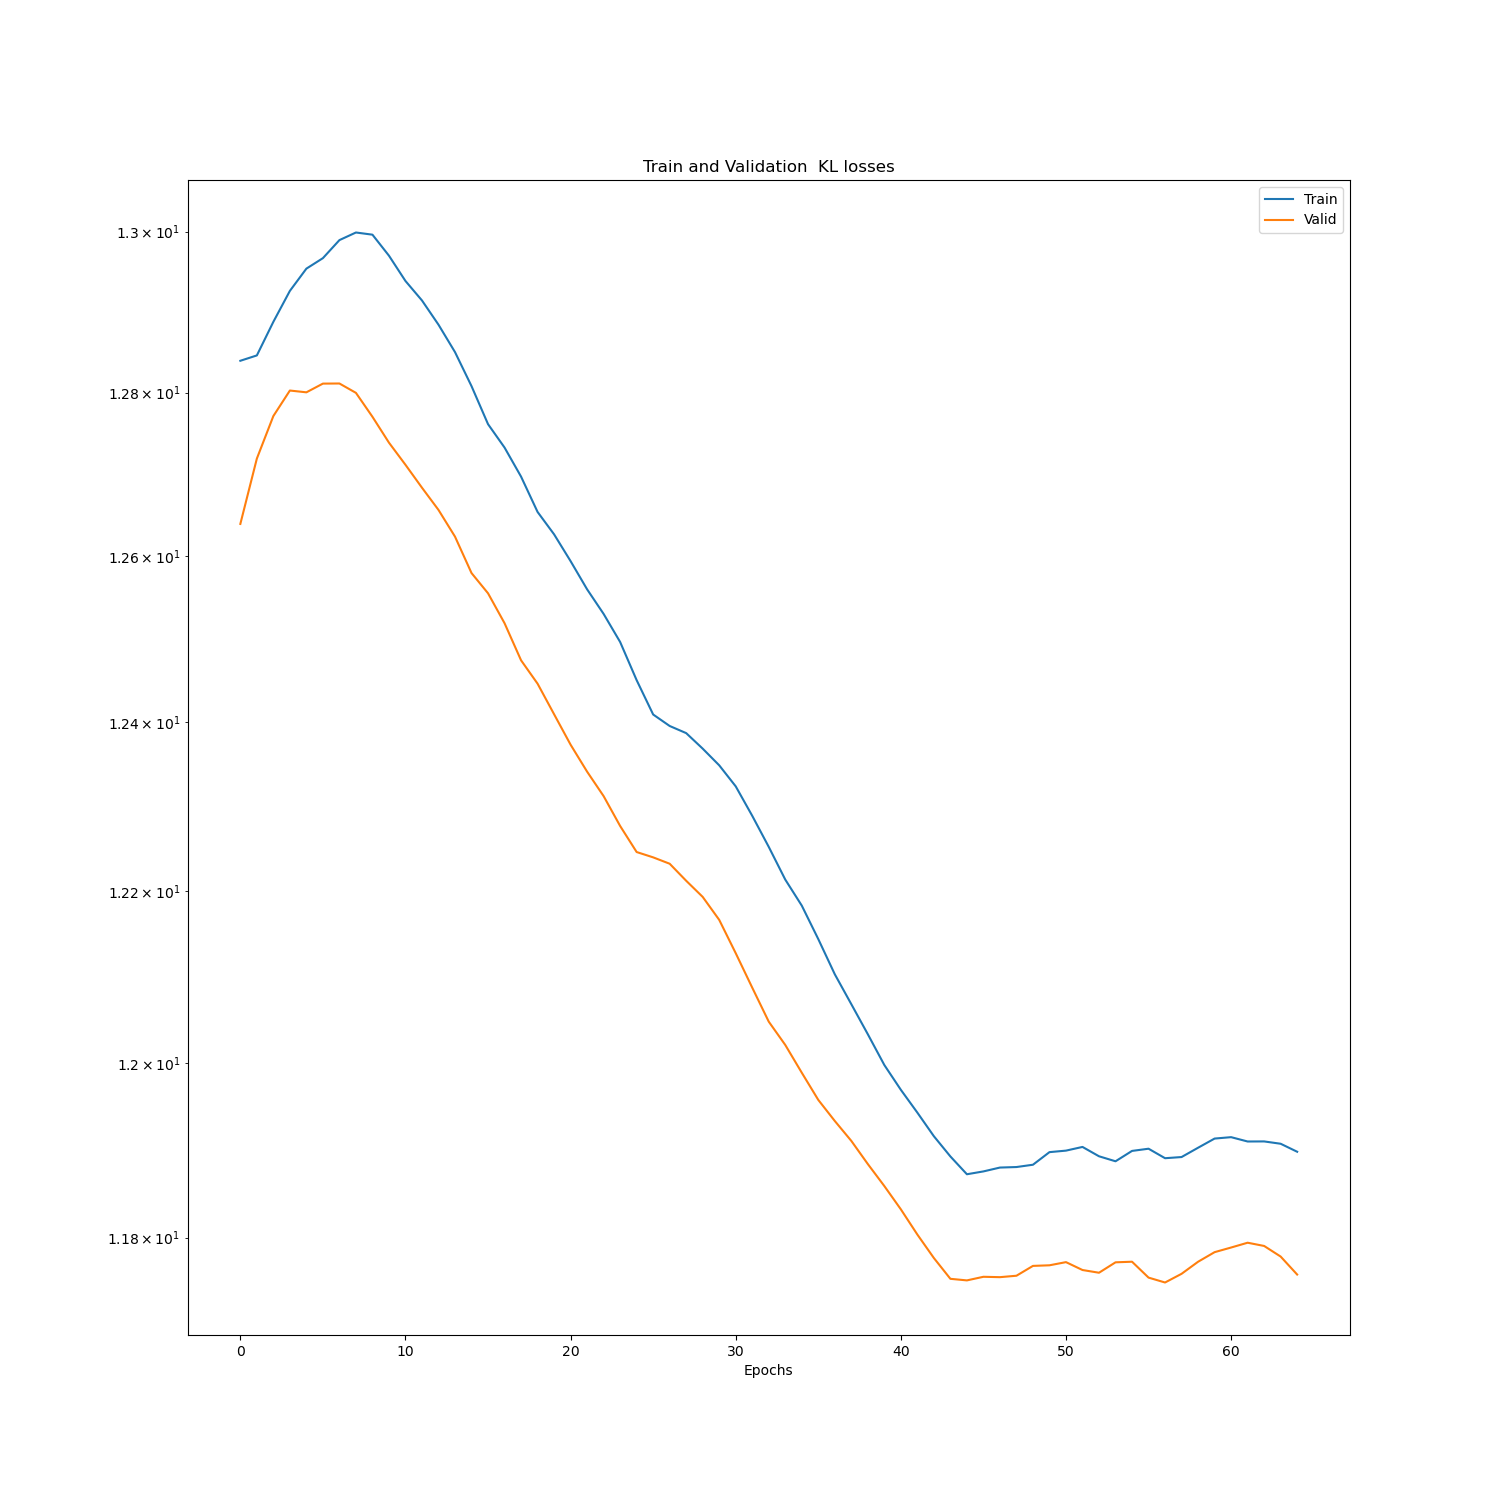 Train and Validation  KL losses
Train
Valid
1.3 × 10¹
1.28 × 10¹
1.26 × 10¹
1.24 × 10¹
1.22 × 10¹
1.2 × 10¹
1.18 × 10¹
0 10 20 30 40 50 60
Epochs